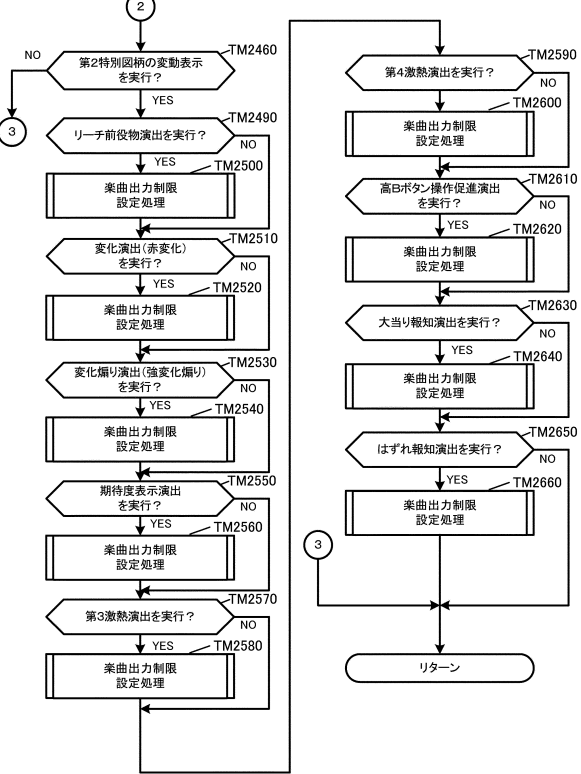 2
TM2460
第2特別図柄の変動表示
を実行？
NO
YES
3
TM2490
リーチ前役物演出を実行？
NO
YES
TM2500
楽曲出力制限
設定処理
TM2510
変化演出（赤変化）
を実行？
NO
YES
TM2520
楽曲出力制限
設定処理
TM2530
変化煽り演出（強変化煽り）
を実行？
NO
YES
TM2540
楽曲出力制限
設定処理
TM2550
期待度表示演出
を実行？
NO
YES
TM2560
楽曲出力制限
設定処理
TM2570
第3激熱演出を実行？
NO
YES
TM2580
楽曲出力制限
設定処理
TM2590
第4激熱演出を実行？
NO
TM2600
楽曲出力制限
設定処理
TM2610
高Bボタン操作促進演出
を実行？
NO
YES
TM2620
楽曲出力制限
設定処理
TM2630
大当り報知演出を実行？
NO
YES
TM2640
楽曲出力制限
設定処理
TM2650
はずれ報知演出を実行？
NO
YES
TM2660
楽曲出力制限
設定処理
3
リターン